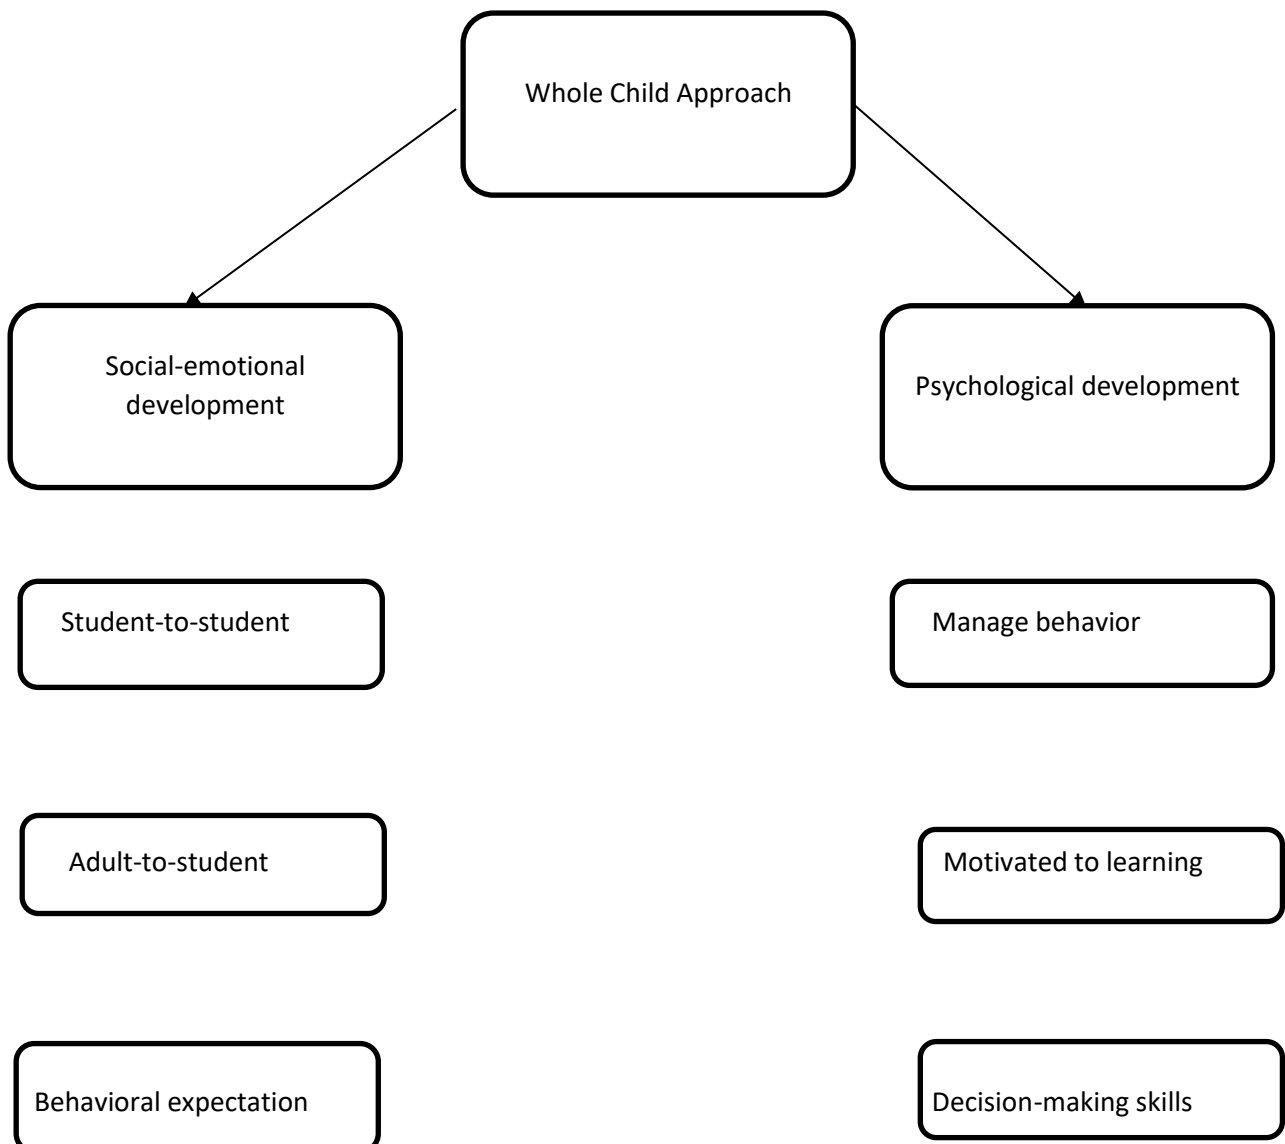 Whole Child Approach
Social-emotional
development
Psychological development
Student-to-student
Manage behavior
Adult-to-student
Motivated to learning
Behavioral expectation
Decision-making skills